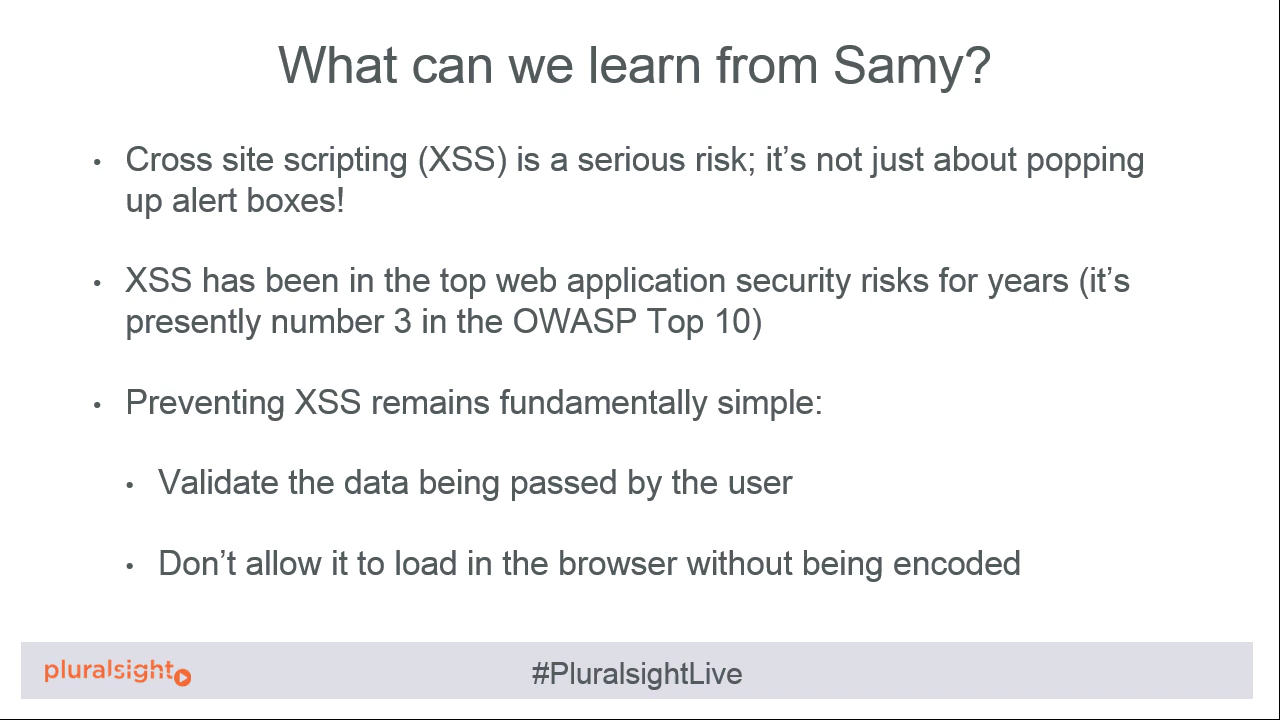 What can we learn from Samy?
• Cross site scripting (XSS) is a serious risk; it’s not just about popping
up alert boxes!
• XSS has been in the top web application security risks for years (it’s
presently number 3 in the OWASP Top 10)
• Preventing XSS remains fundamentally simple:
• Validate the data being passed by the user
• Don’t allow it to load in the browser without being encoded
pluralsight
#PluralsightLive